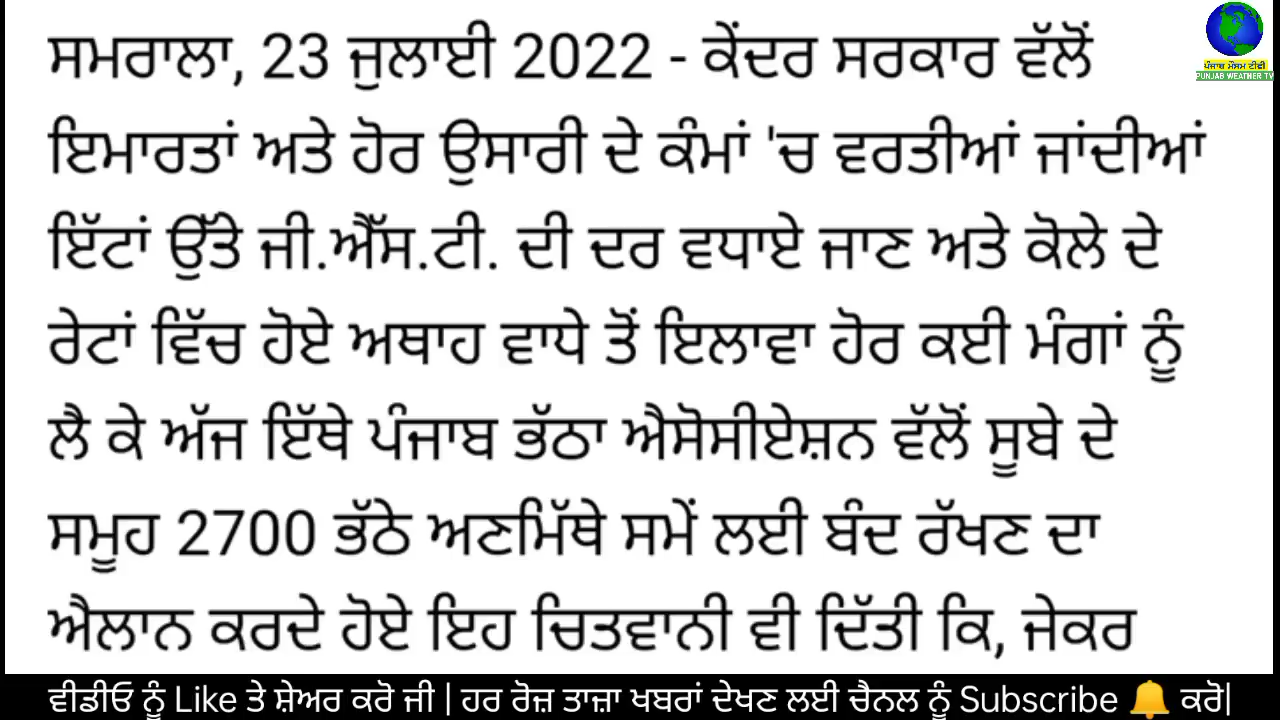 ਸਮਰਾਲਾ, 23 ਜੁਲਾਈ 2022 - ਕੇਂਦਰ ਸਰਕਾਰ ਵੱਲੋਂ
ਇਮਾਰਤਾਂ ਅਤੇ ਹੋਰ ਉਸਾਰੀ ਦੇ ਕੰਮਾਂ 'ਚ ਵਰਤੀਆਂ ਜਾਂਦੀਆਂ
ਇੱਟਾਂ ਉੱਤੇ ਜੀ.ਐੱਸ.ਟੀ. ਦੀ ਦਰ ਵਧਾਏ ਜਾਣ ਅਤੇ ਕੋਲੇ ਦੇ
ਰੇਟਾਂ ਵਿੱਚ ਹੋਏ ਅਥਾਹ ਵਾਧੇ ਤੋਂ ਇਲਾਵਾ ਹੋਰ ਕਈ ਮੰਗਾਂ ਨੂੰ
ਲੈ ਕੇ ਅੱਜ ਇੱਥੇ ਪੰਜਾਬ ਭੱਠਾ ਐਸੋਸੀਏਸ਼ਨ ਵੱਲੋਂ ਸੂਬੇ ਦੇ
ਸਮੂਹ 2700 ਭੱਠੇ ਅਣਮਿੱਥੇ ਸਮੇਂ ਲਈ ਬੰਦ ਰੱਖਣ ਦਾ
ਐਲਾਨ ਕਰਦੇ ਹੋਏ ਇਹ ਚਿਤਵਾਨੀ ਵੀ ਦਿੱਤੀ ਕਿ, ਜੇਕਰ
ਪੰਜਾਬ ਮੌਸਮ ਟੀਵੀ
PUNJAB WEATHER TV
ਵੀਡੀਓ ਨੂੰ Like ਤੇ ਸ਼ੇਅਰ ਕਰੋ ਜੀ | ਹਰ ਰੋਜ਼ ਤਾਜ਼ਾ ਖਬਰਾਂ ਦੇਖਣ ਲਈ ਚੈਨਲ ਨੂੰ Subscribe 🔔 ਕਰੋ|